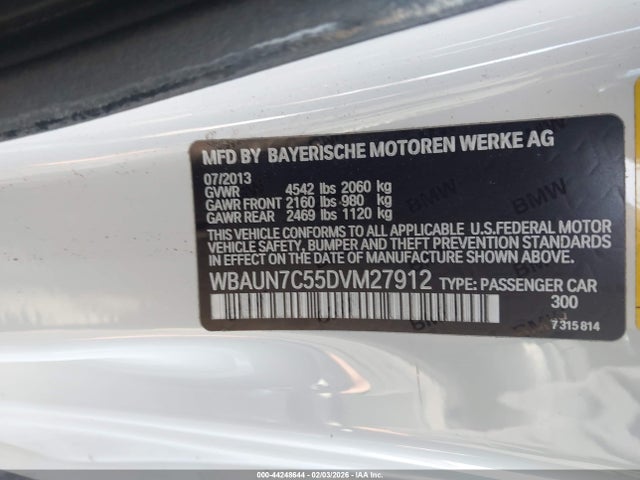 MFD BY BAYERISCHE MOTOREN WERKE AG
07/2013
GVWR 4542 lbs 2060 kg
GAWR FRONT 2160 lbs 980 kg
GAWR REAR 2469 lbs 1120 kg
THIS VEHICLE CONFORMS TO ALL APPLICABLE U.S.FEDERAL MOTOR
VEHICLE SAFETY, BUMPER AND THEFT PREVENTION STANDARDS
IN EFFECT ON THE DATE OF MANUFACTURE SHOWN ABOVE.
WBAUN7C55DVM27912 TYPE: PASSENGER CAR
300
7 315 814
000-44248644 - 02/03/2026 - IAAI.COM